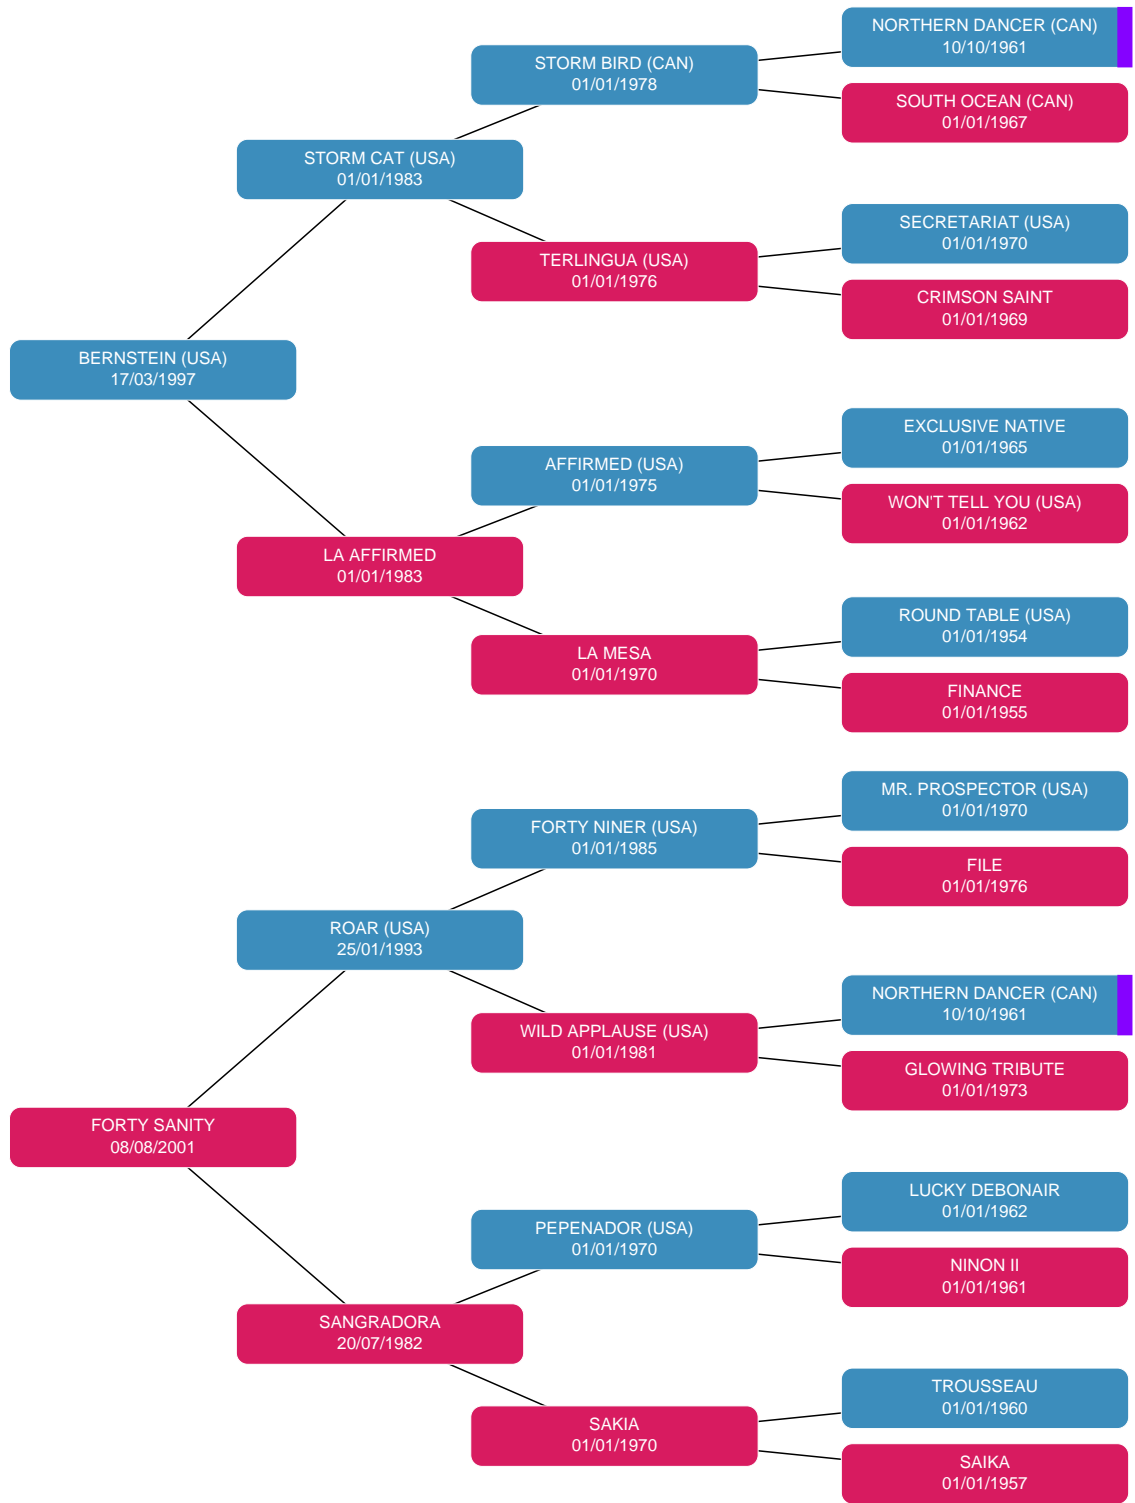 NORTHERN DANCER (CAN)
10/10/1961
STORM BIRD (CAN)
01/01/1978
SOUTH OCEAN (CAN)
01/01/1967
STORM CAT (USA)
01/01/1983
SECRETARIAT (USA)
01/01/1970
TERLINGUA (USA)
01/01/1976
CRIMSON SAINT
01/01/1969
BERNSTEIN (USA)
17/03/1997
EXCLUSIVE NATIVE
01/01/1965
AFFIRMED (USA)
01/01/1975
WON'T TELL YOU (USA)
01/01/1962
LA AFFIRMED
01/01/1983
ROUND TABLE (USA)
01/01/1954
LA MESA
01/01/1970
FINANCE
01/01/1955
MR. PROSPECTOR (USA)
01/01/1970
FORTY NINER (USA)
01/01/1985
FILE
01/01/1976
ROAR (USA)
25/01/1993
NORTHERN DANCER (CAN)
10/10/1961
WILD APPLAUSE (USA)
01/01/1981
GLOWING TRIBUTE
01/01/1973
FORTY SANITY
08/08/2001
LUCKY DEBONAIR
01/01/1962
PEPENADOR (USA)
01/01/1970
NINON II
01/01/1961
SANGRADORA
20/07/1982
TROUSSEAU
01/01/1960
SAKIA
01/01/1970
SAIKA
01/01/1957